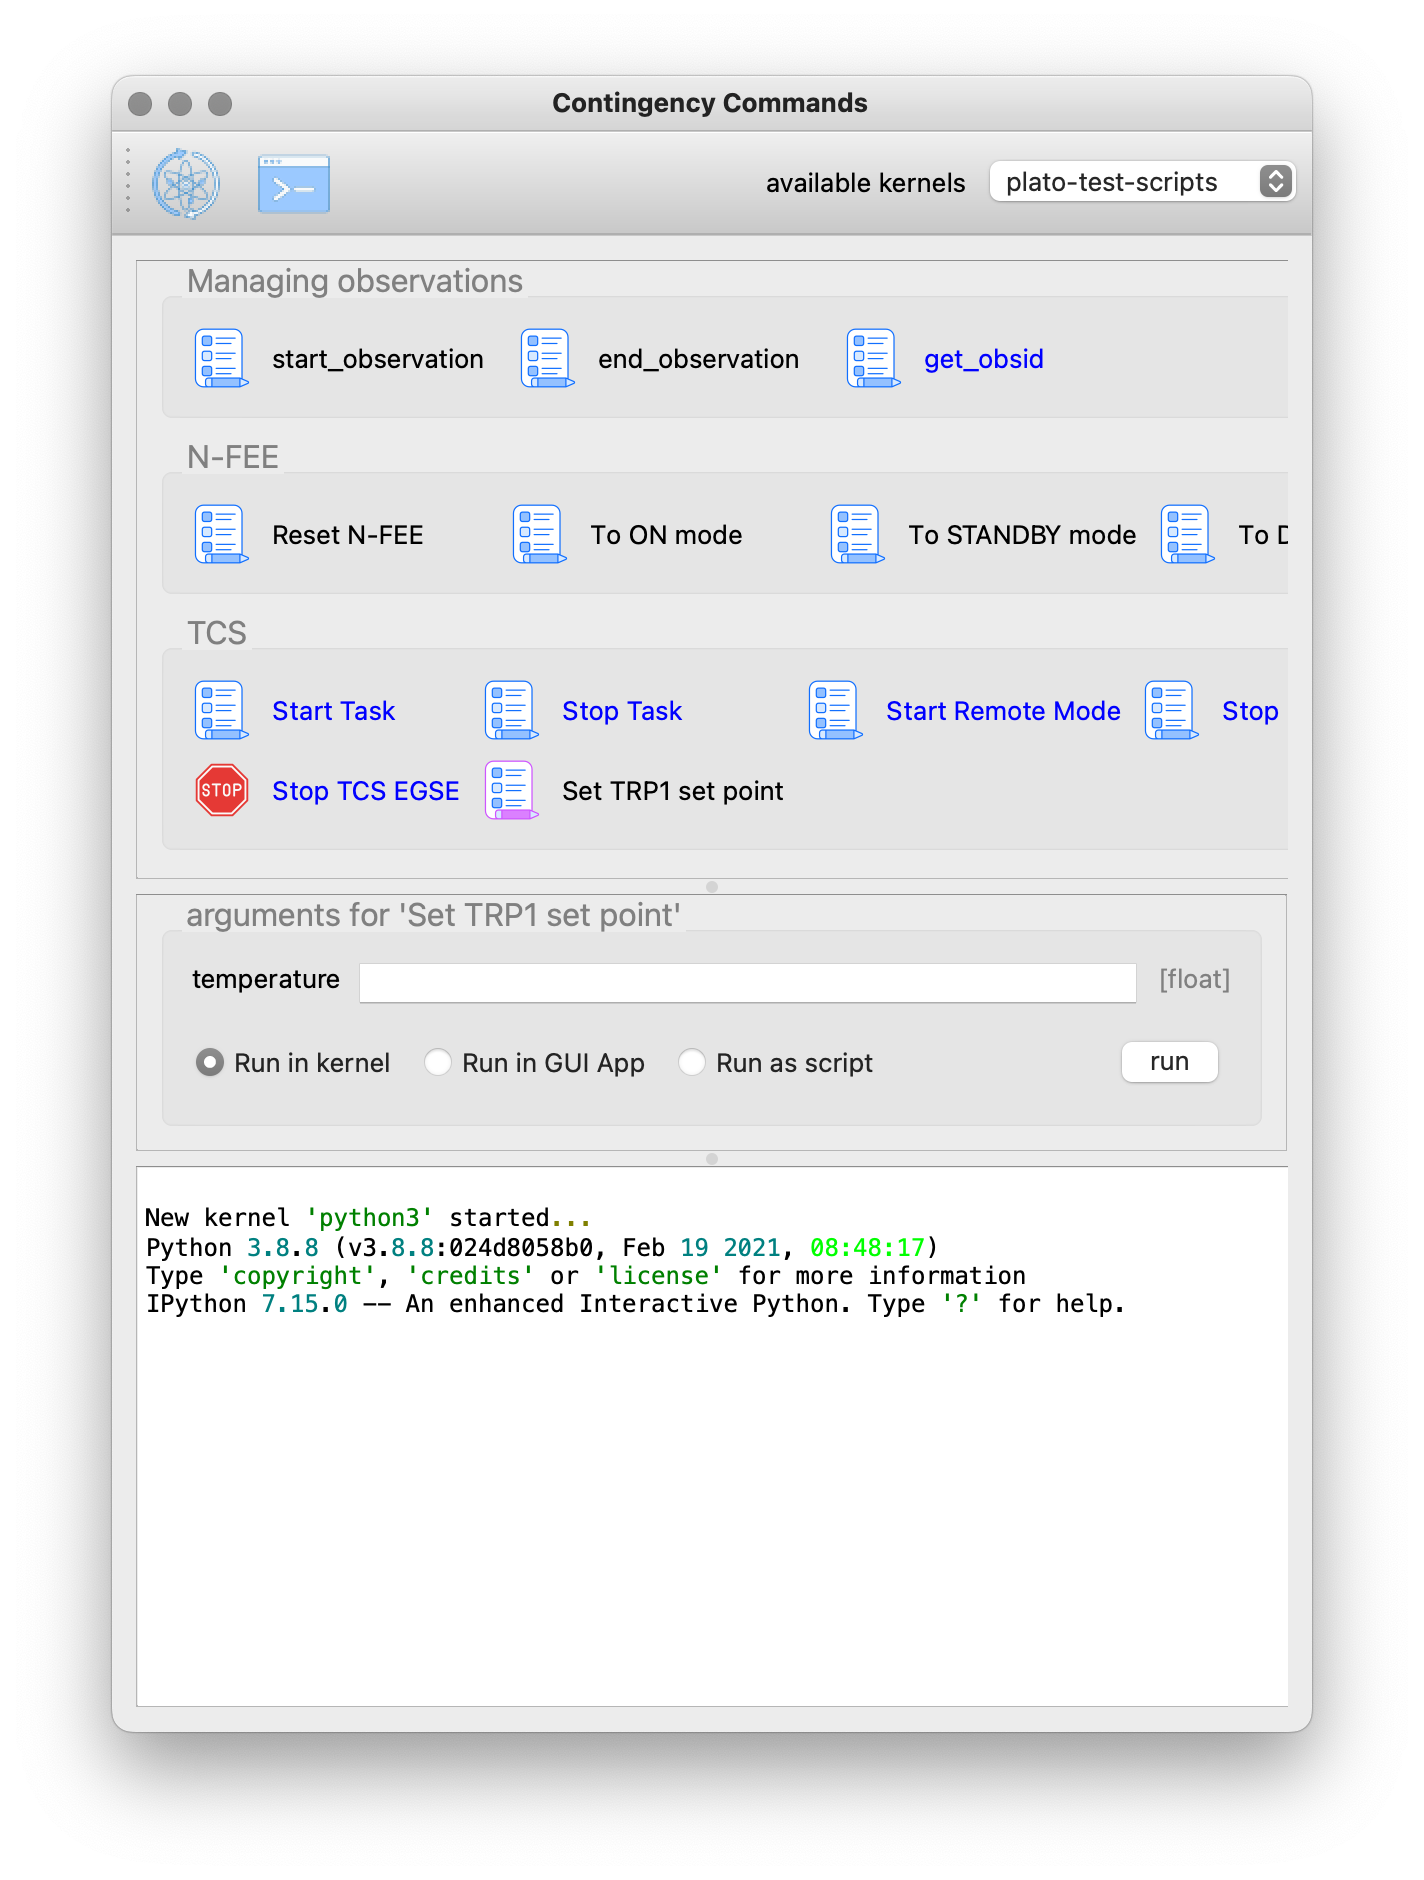 Contingency Commands
available kernels plato-test-scripts
Managing observations
start_observation end_observation get_obsid
N-FEE
Reset N-FEE To ON mode To STANDBY mode To D
TCS
Start Task Stop Task Start Remote Mode Stop
STOP Stop TCS EGSE Set TRP1 set point
arguments for 'Set TRP1 set point'
temperature [float]
Run in kernel Run in GUI App Run as script run
New kernel 'python3' started...
Python 3.8.8 (v3.8.8:024d8058b0, Feb 19 2021, 08:48:17)
Type 'copyright', 'credits' or 'license' for more information
IPython 7.15.0 -- An enhanced Interactive Python. Type '?' for help.